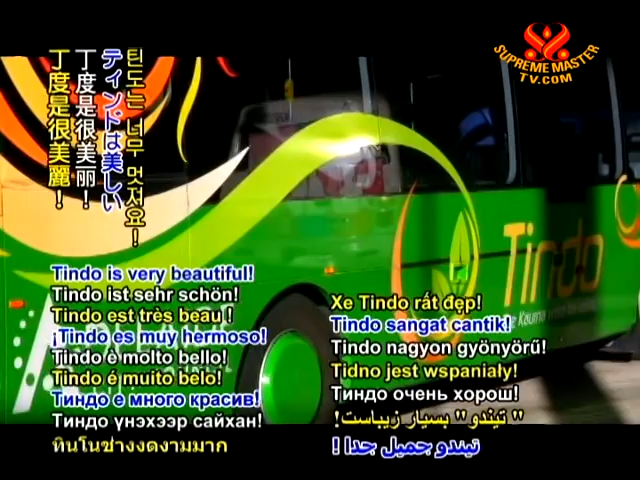 SUPREME MASTER
TV.COM
틴도는 너무 멋져요!
ティンドは美しい
丁度是很美丽!
丁度是很美麗!
Tindo
Tindo is very beautiful!
Tindo ist sehr schön!
Tindo est très beau !
¡Tindo es muy hermoso!
Tindo è molto bello!
Tindo é muito belo!
Тиндо е много красив!
Тиндо үнэхээр сайхан!
ทินโนช่างงดงามมาก
Xe Tindo rất đẹp!
Tindo sangat cantik!
Tindo nagyon gyönyörű!
Tidno jest wspaniały!
Тиндо очень хорош!
" تیندو" بسیار زیباست!
تيندو جميل جدا !